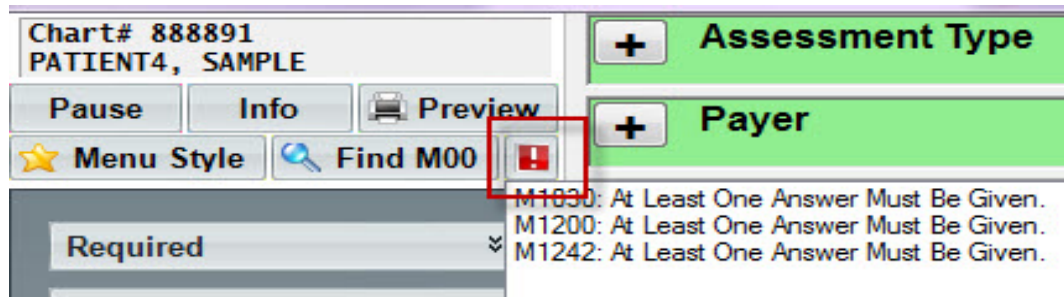 Chart# 888891
PATIENT4, SAMPLE
Pause Info Preview
Menu Style Find M00
Required
+ Assessment Type
+ Payer
M1030: At Least One Answer Must Be Given.
M1200: At Least One Answer Must Be Given.
M1242: At Least One Answer Must Be Given.